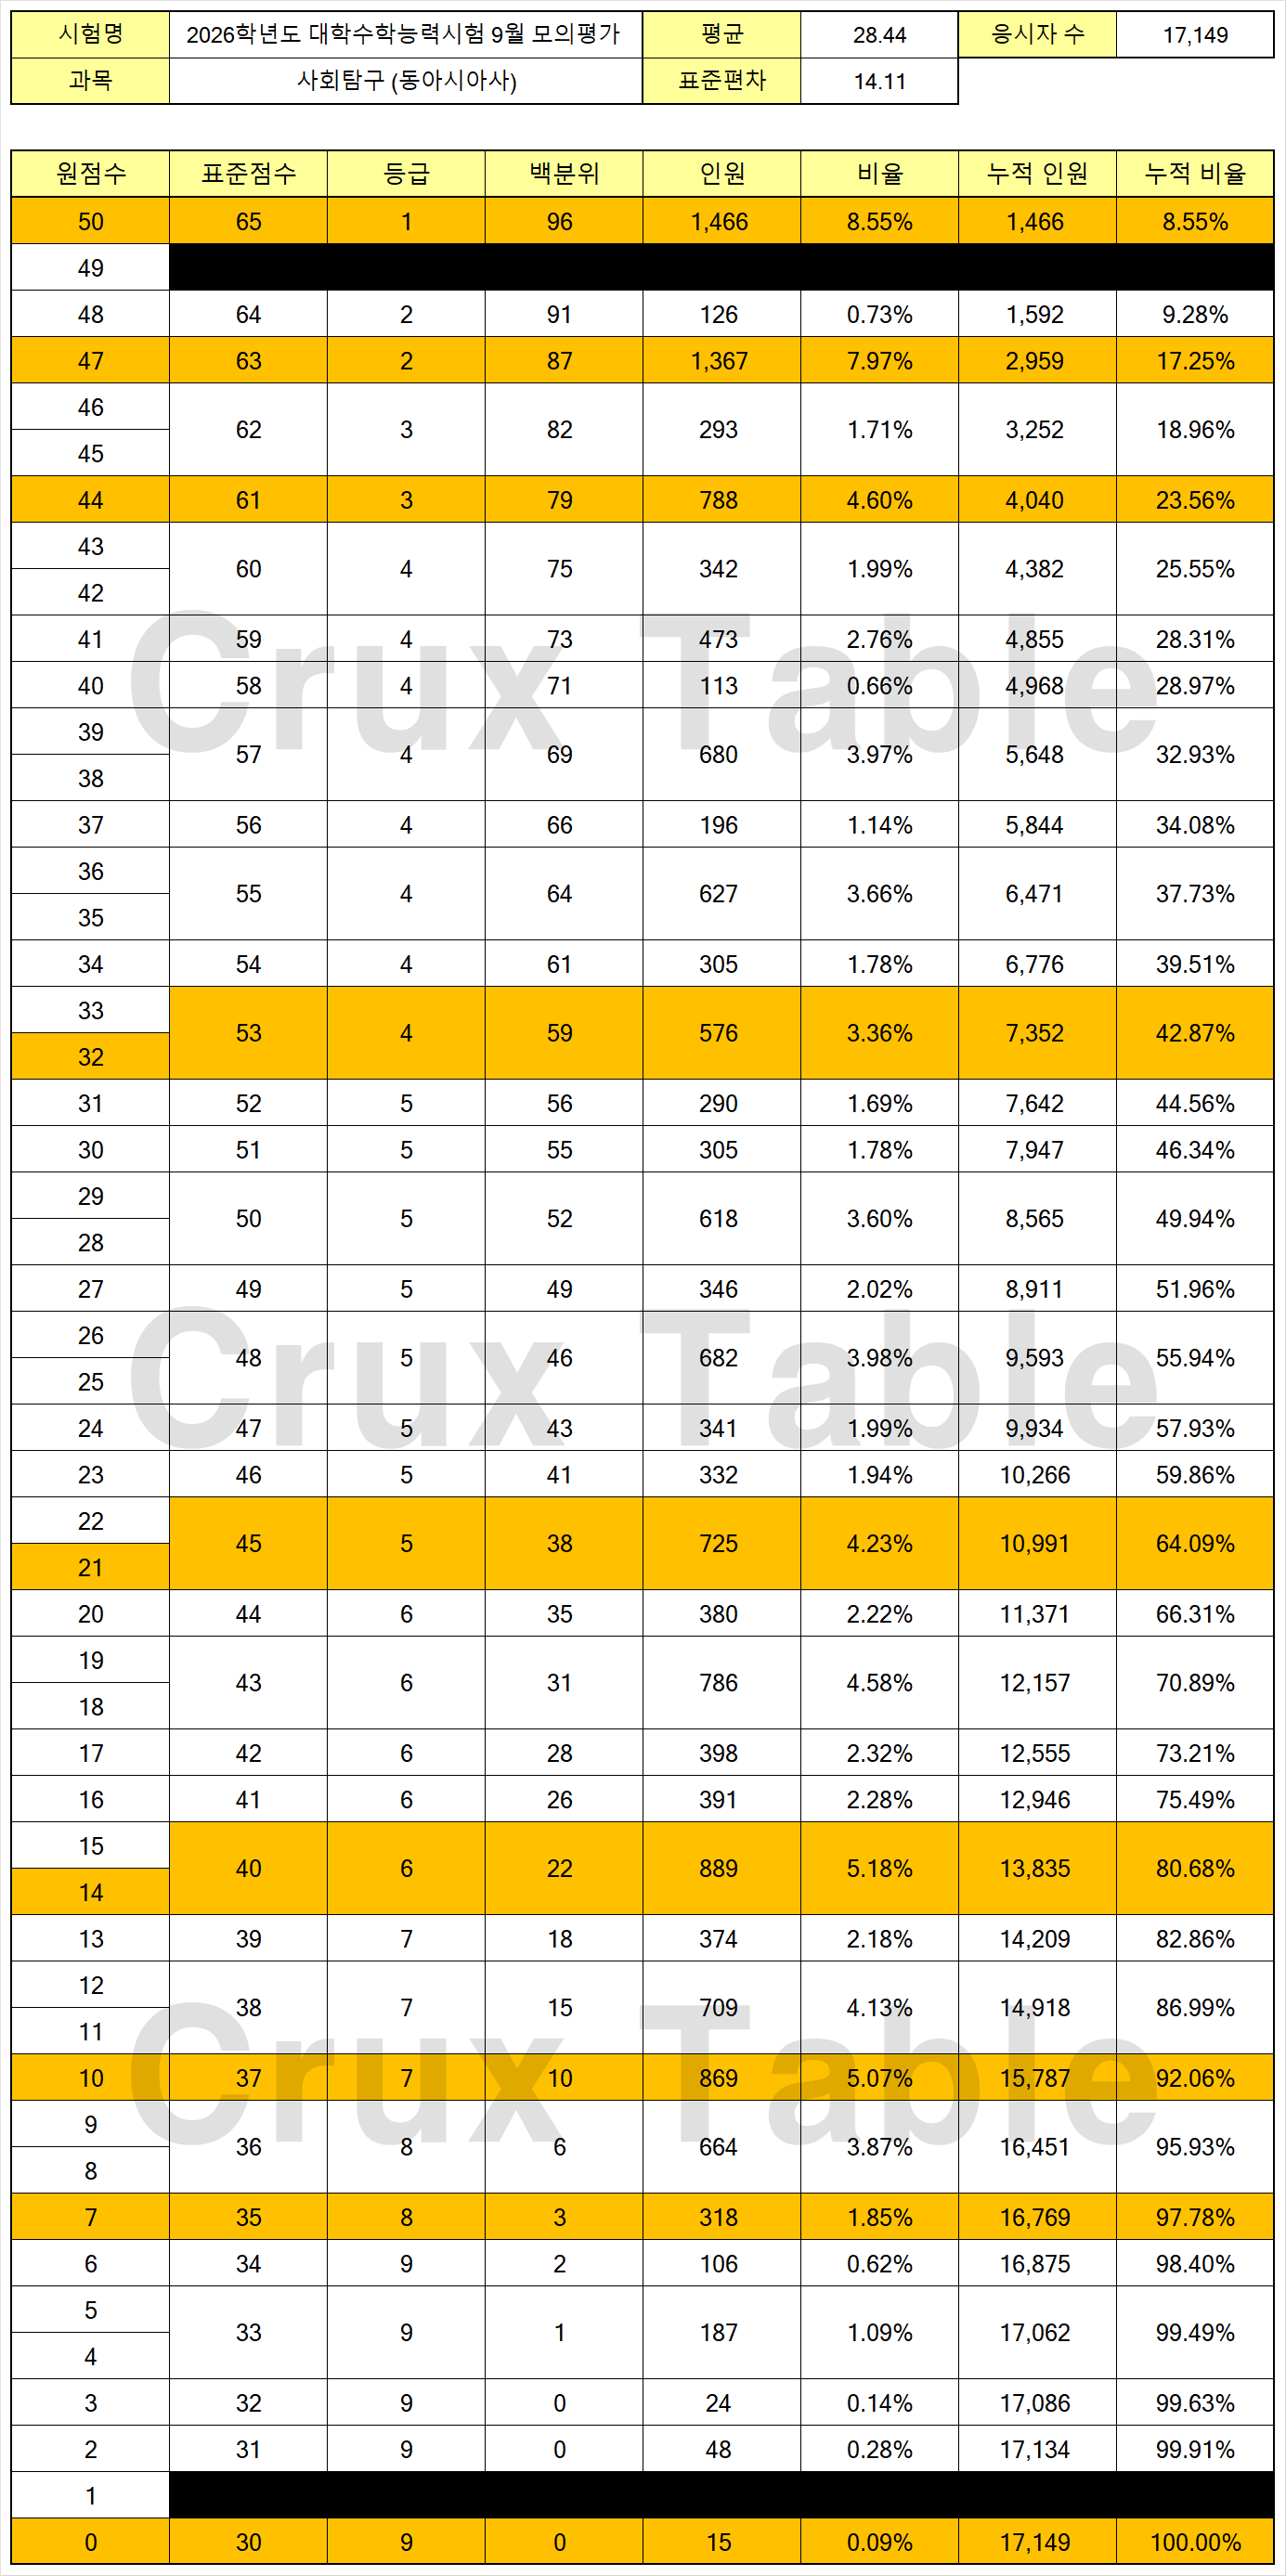 시험명 2026학년도 대학수학능력시험 9월 모의평가 평균 28.44 응시자 수 17,149
과목 사회탐구 (동아시아사) 표준편차 14.11
원점수 표준점수 등급 백분위 인원 비율 누적 인원 누적 비율
50 65 1 96 1,466 8.55% 1,466 8.55%
49
48 64 2 91 126 0.73% 1,592 9.28%
47 63 2 87 1,367 7.97% 2,959 17.25%
46
62 3 82 293 1.71% 3,252 18.96%
45
44 61 3 79 788 4.60% 4,040 23.56%
43
60 4 75 342 1.99% 4,382 25.55%
42
41 59 4 73 473 2.76% 4,855 28.31%
Crux Table
40 58 4 71 113 0.66% 4,968 28.97%
39
57 4 69 680 3.97% 5,648 32.93%
38
37 56 4 66 196 1.14% 5,844 34.08%
36
55 4 64 627 3.66% 6,471 37.73%
35
34 54 4 61 305 1.78% 6,776 39.51%
33
53 4 59 576 3.36% 7,352 42.87%
32
31 52 5 56 290 1.69% 7,642 44.56%
30 51 5 55 305 1.78% 7,947 46.34%
29
50 5 52 618 3.60% 8,565 49.94%
28
27 49 5 49 346 2.02% 8,911 51.96%
26
48 5 46 682 3.98% 9,593 55.94%
Crux Table
25
24 47 5 43 341 1.99% 9,934 57.93%
23 46 5 41 332 1.94% 10,266 59.86%
22
45 5 38 725 4.23% 10,991 64.09%
21
20 44 6 35 380 2.22% 11,371 66.31%
19
43 6 31 786 4.58% 12,157 70.89%
18
17 42 6 28 398 2.32% 12,555 73.21%
16 41 6 26 391 2.28% 12,946 75.49%
15
40 6 22 889 5.18% 13,835 80.68%
14
13 39 7 18 374 2.18% 14,209 82.86%
12
38 7 15 709 4.13% 14,918 86.99%
11
Crux Table
10 37 7 10 869 5.07% 15,787 92.06%
9
36 8 6 664 3.87% 16,451 95.93%
8
7 35 8 3 318 1.85% 16,769 97.78%
6 34 9 2 106 0.62% 16,875 98.40%
5
33 9 1 187 1.09% 17,062 99.49%
4
3 32 9 0 24 0.14% 17,086 99.63%
2 31 9 0 48 0.28% 17,134 99.91%
1
0 30 9 0 15 0.09% 17,149 100.00%